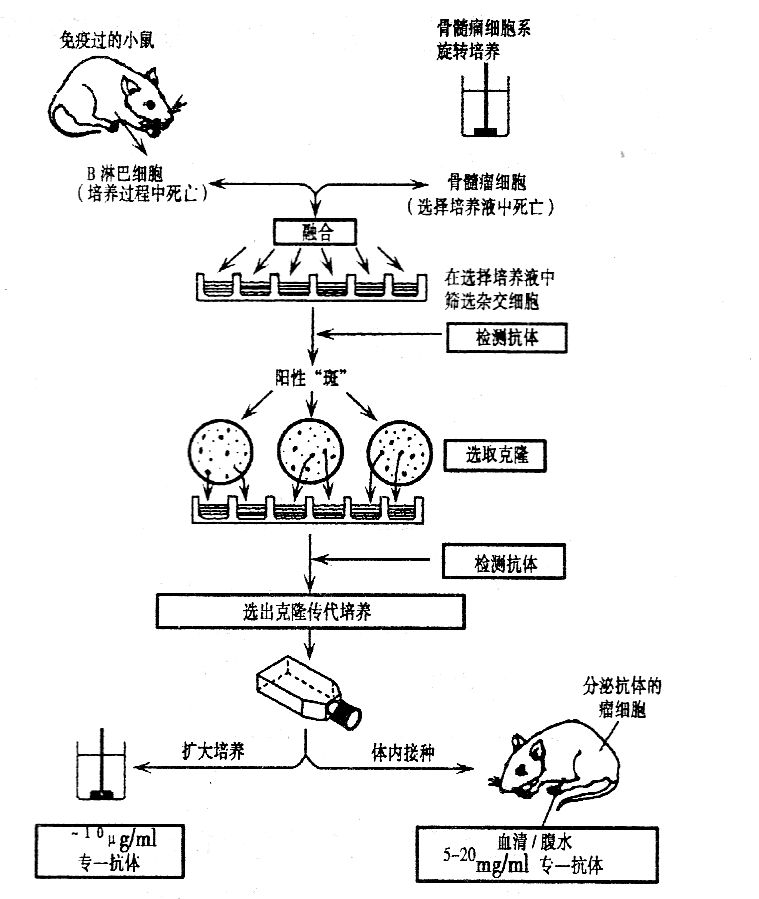 免疫过的小鼠
骨髓瘤细胞系
旋转培养
B淋巴细胞
（培养过程中死亡）
骨髓瘤细胞
（选择培养液中死亡）
融合
在选择培养液中
筛选杂交细胞
检测抗体
阳性“斑”
选取克隆
检测抗体
选出克隆传代培养
分泌抗体的
瘤细胞
扩大培养
体内接种
~10μg/ml
专一抗体
血清/腹水
5-20mg/ml 专一抗体